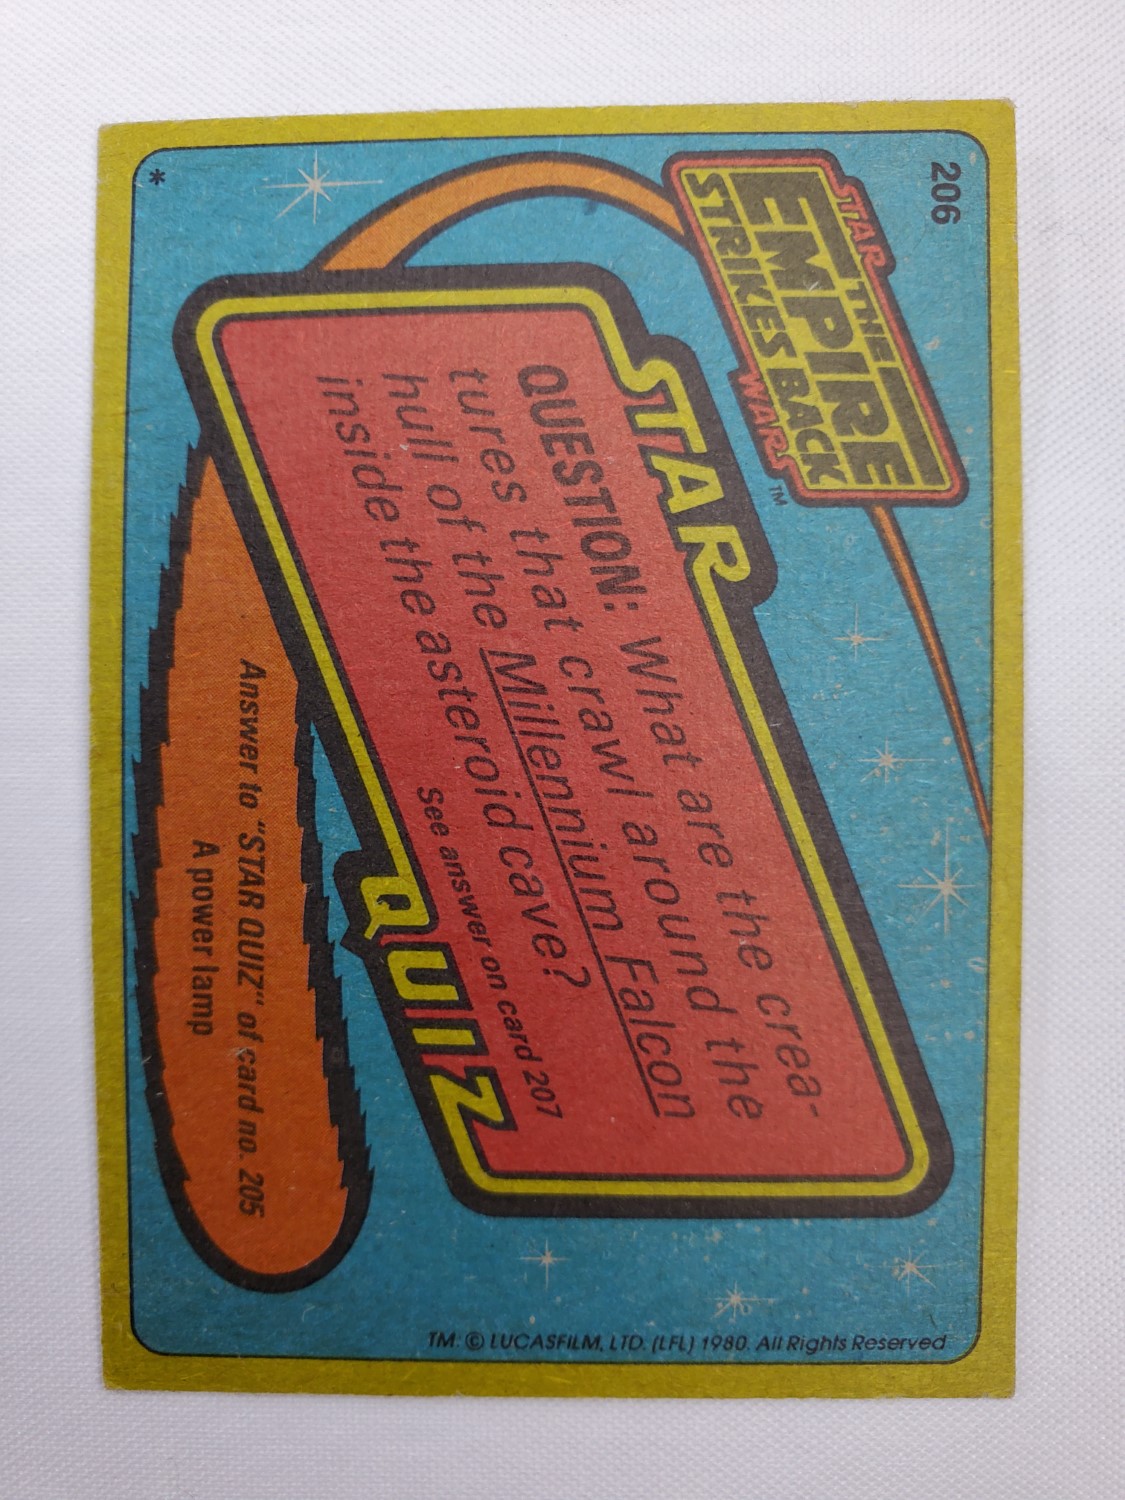 206
STAR
THE
EMPIRE
STRIKES BACK
WARS™
STAR
QUESTION: What are the crea-
tures that crawl around the
hull of the Millennium Falcon
inside the asteroid cave?
See answer on card 207
QUIZ
Answer to "STAR QUIZ" of card no. 205
A power lamp
*
TM: © LUCASFILM, LTD. (LFL) 1980. All Rights Reserved